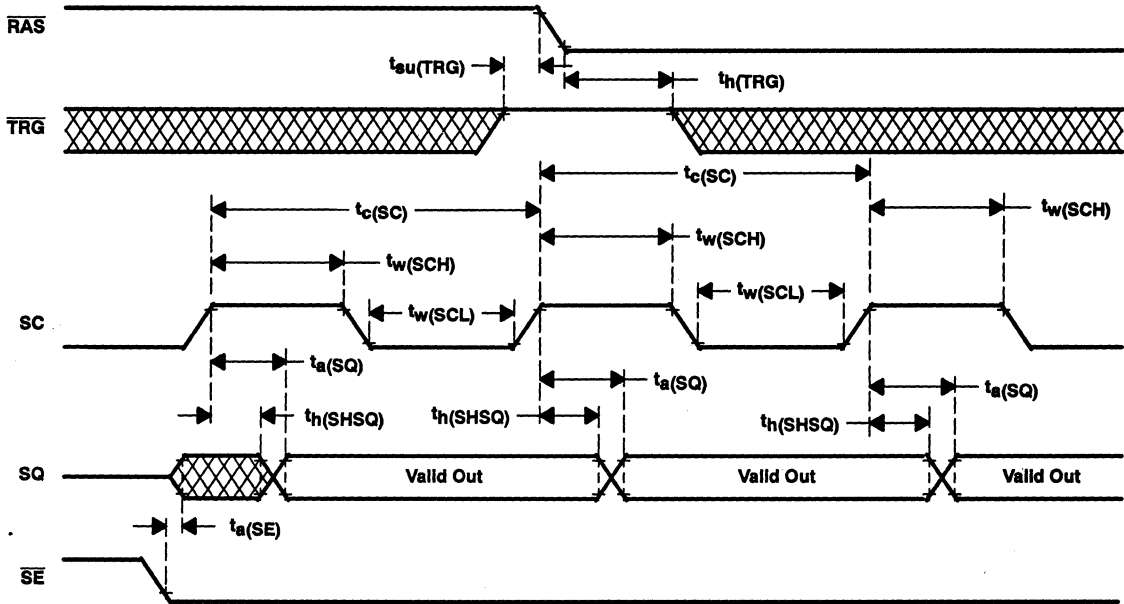 RAS
tsu(TRG)
th(TRG)
TRG
tc(SC)
tc(SC)
tw(SCH)
tw(SCH)
tw(SCH)
tw(SCL)
SC
tw(SCL)
ta(SQ)
ta(SQ)
ta(SQ)
th(SHSQ)
th(SHSQ)
th(SHSQ)
SQ
Valid Out
Valid Out
Valid Out
ta(SE)
SE